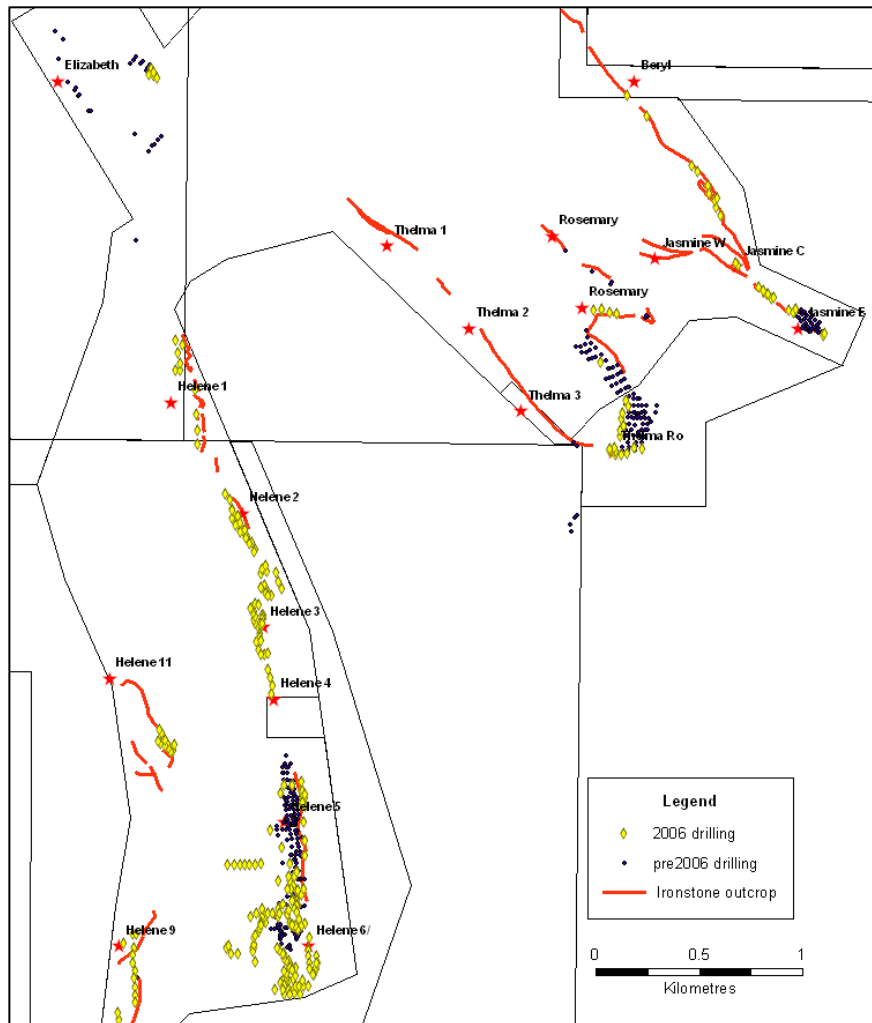 Elizabeth
Beryl
Thelma 1
Rosemary
Jasmine W
Jasmine C
Rosemary
Jasmine E
Thelma 2
Helene 1
Thelma 3
Thelma Ro
Helene 2
Helene 3
Helene 11
Helene 4
Helene 5
Helene 9
Helene 6/
Legend
2006 drilling
pre2006 drilling
Ironstone outcrop
0 0.5 1
Kilometres